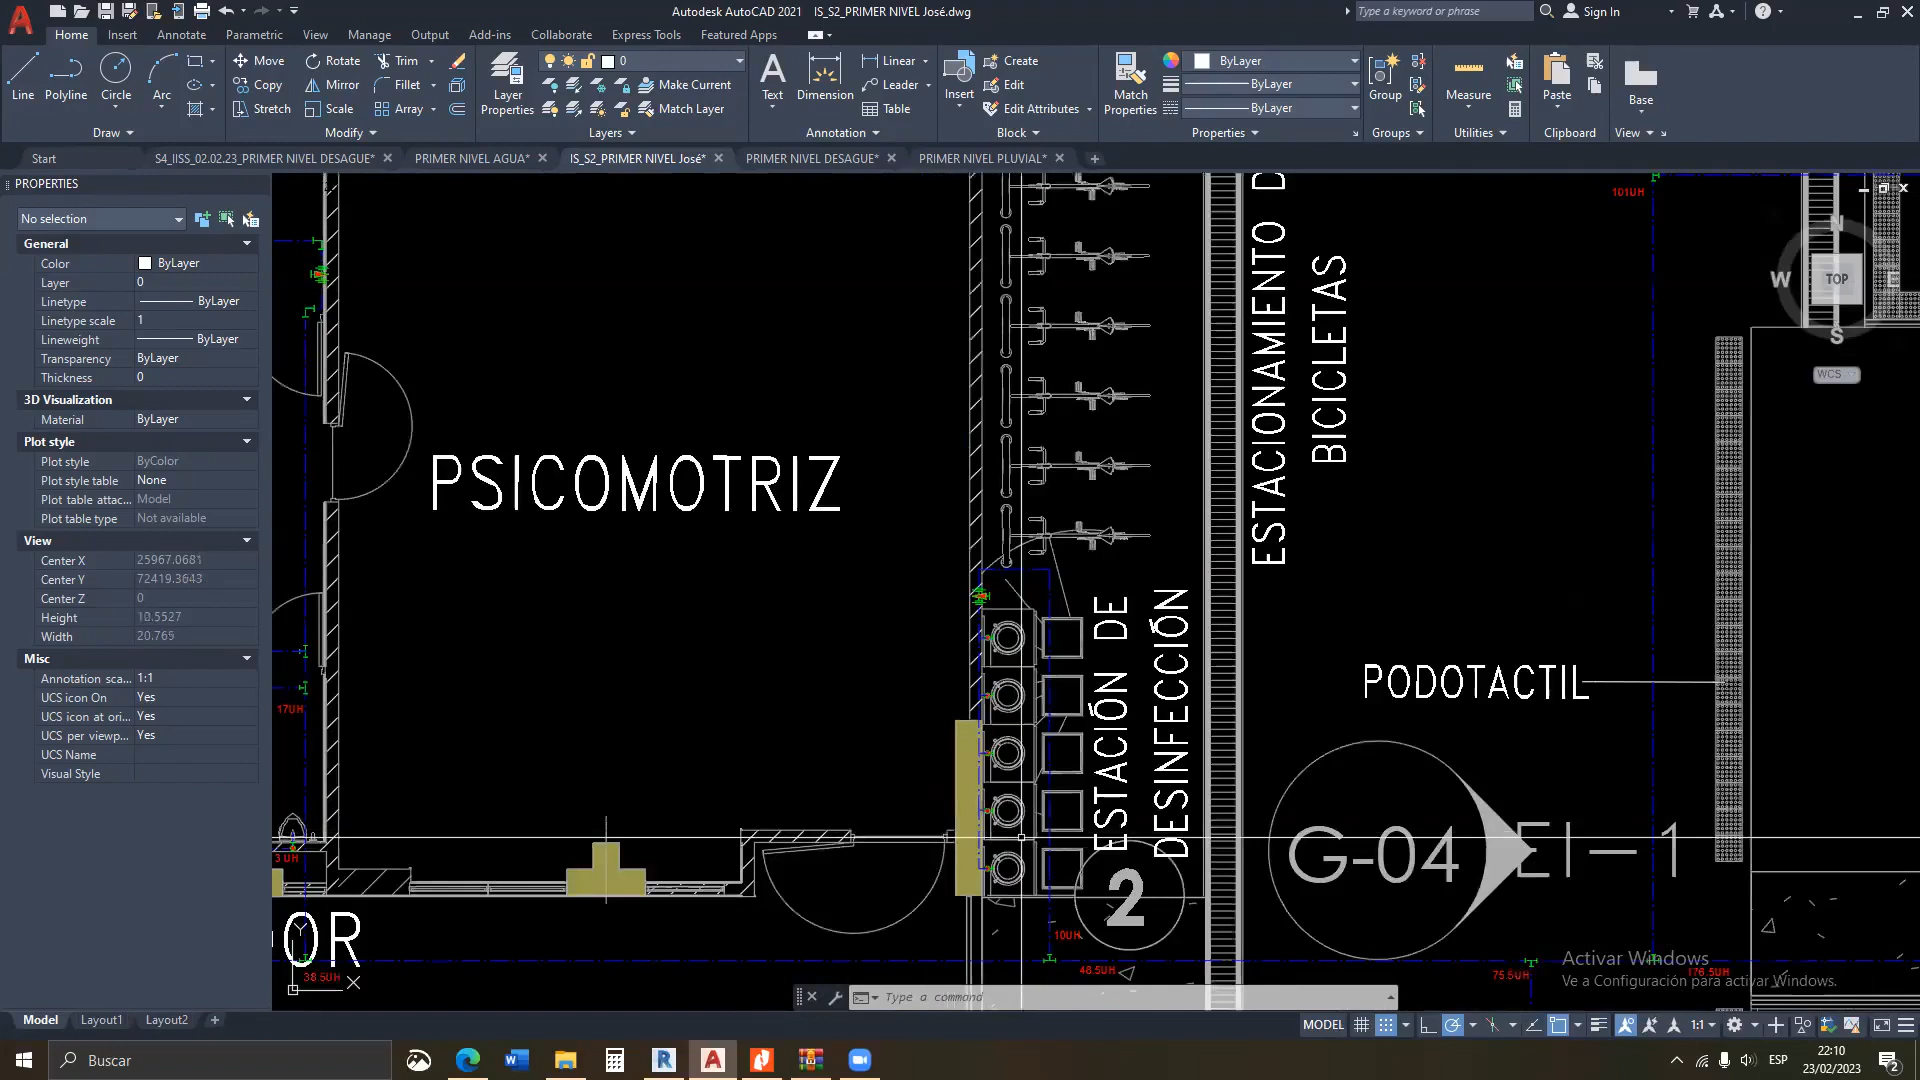 Autodesk AutoCAD 2021 IS_S2_PRIMER NIVEL José.dwg
Type a keyword or phrase
Sign In
Home Insert Annotate Parametric View Manage Output Add-ins Collaborate Express Tools Featured Apps
Line Polyline Circle Arc
Draw
Move Rotate Trim
Copy Mirror Fillet
Stretch Scale Array
Modify
Layer Properties
0
Make Current
Match Layer
Layers
Text Dimension
Linear
Leader
Table
Annotation
Insert
Create
Edit
Edit Attributes
Block
Match Properties
ByLayer
ByLayer
ByLayer
Properties
Group
Groups
Measure
Utilities
Paste
Clipboard
Base
View
Start
S4_IISS_02.02.23_PRIMER NIVEL DESAGUE*
PRIMER NIVEL AGUA*
IS_S2_PRIMER NIVEL José*
PRIMER NIVEL DESAGUE*
PRIMER NIVEL PLUVIAL*
PROPERTIES
No selection
General
Color ByLayer
Layer 0
Linetype ByLayer
Linetype scale 1
Lineweight ByLayer
Transparency ByLayer
Thickness 0
3D Visualization
Material ByLayer
Plot style
Plot style ByColor
Plot style table None
Plot table attac... Model
Plot table type Not available
View
Center X 25967.0681
Center Y 72419.3643
Center Z 0
Height 10.5527
Width 20.765
Misc
Annotation sca... 1:1
UCS icon On Yes
UCS icon at ori... Yes
UCS per viewp... Yes
UCS Name
Visual Style
PSICOMOTRIZ
ESTACIONAMIENTO D
BICICLETAS
ESTACIÓN DE
DESINFECCIÓN
PODOTACTIL
G-04
EI-1
2
OR
101UH
17UH
3 UH
38.5UH
10UH
48.5UH
75.5UH
176.5UH
Y
X
N
W
TOP
E
S
WCS
Activar Windows
Ve a Configuración para activar Windows.
Type a command
Model Layout1 Layout2
MODEL
1:1
Buscar
ESP
22:10
23/02/2023
2